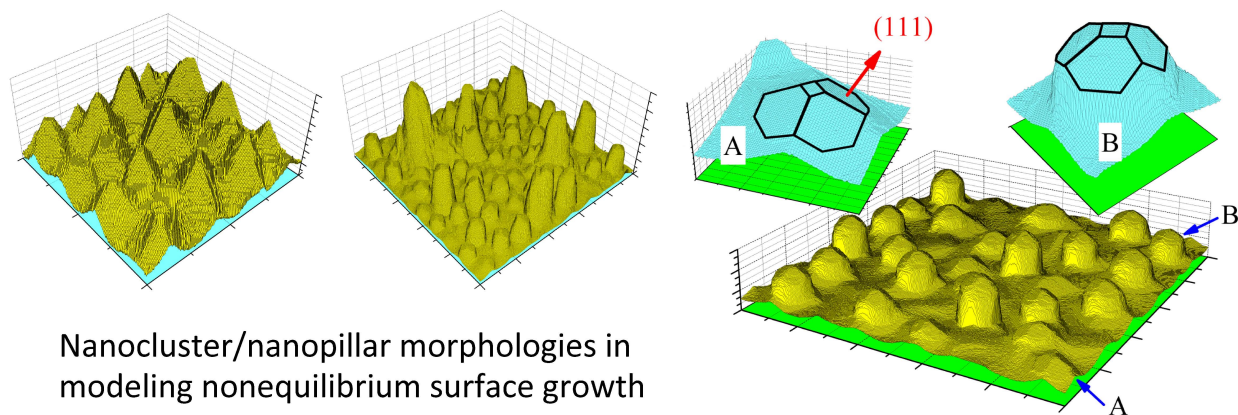 (111)
A
B
B
A
Nanocluster/nanopillar morphologies in
modeling nonequilibrium surface growth